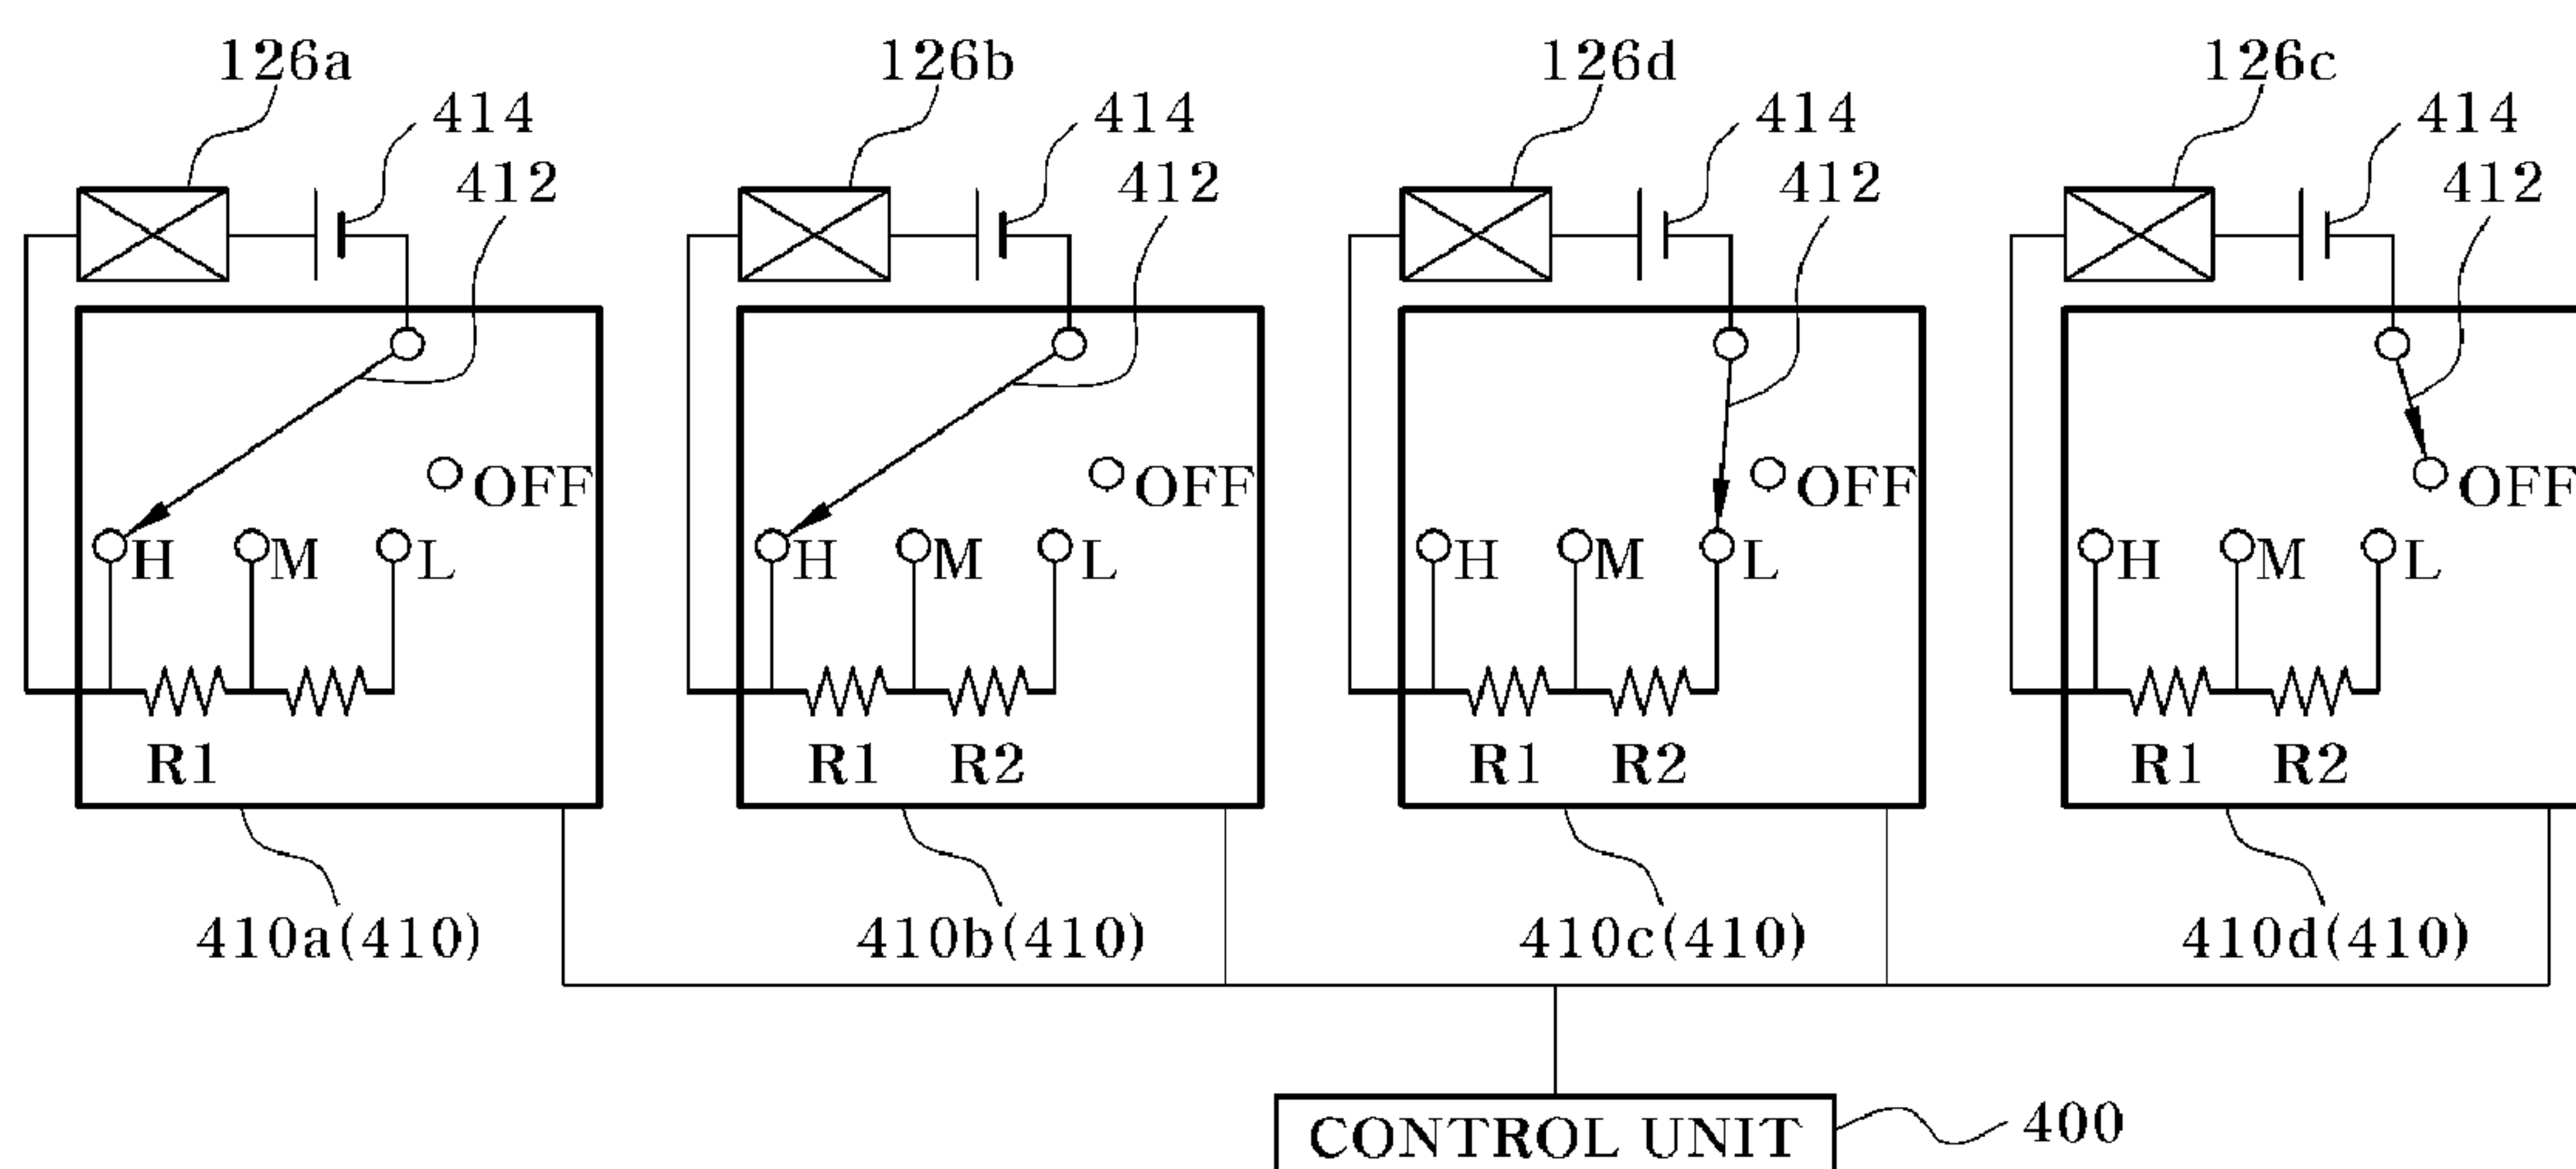 126a 126b 126d 126c
414 414 414 414
412 412 412 412
OFF OFF OFF OFF
H M L H M L H M L H M L
R1 R1 R2 R1 R2 R1 R2
410a(410) 410b(410) 410c(410) 410d(410)
CONTROL UNIT 400